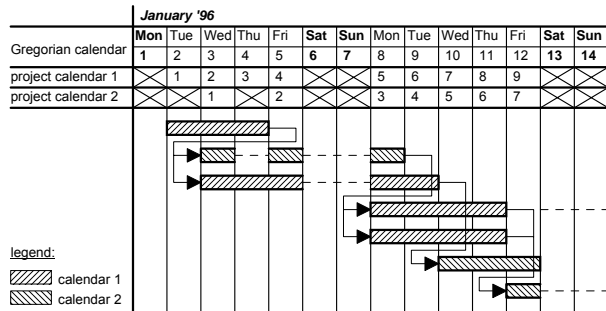 January '96
Mon Tue Wed Thu Fri Sat Sun Mon Tue Wed Thu Fri Sat Sun
Gregorian calendar 1 2 3 4 5 6 7 8 9 10 11 12 13 14
project calendar 1 1 2 3 4 5 6 7 8 9
project calendar 2 1 2 3 4 5 6 7
legend:
calendar 1
calendar 2